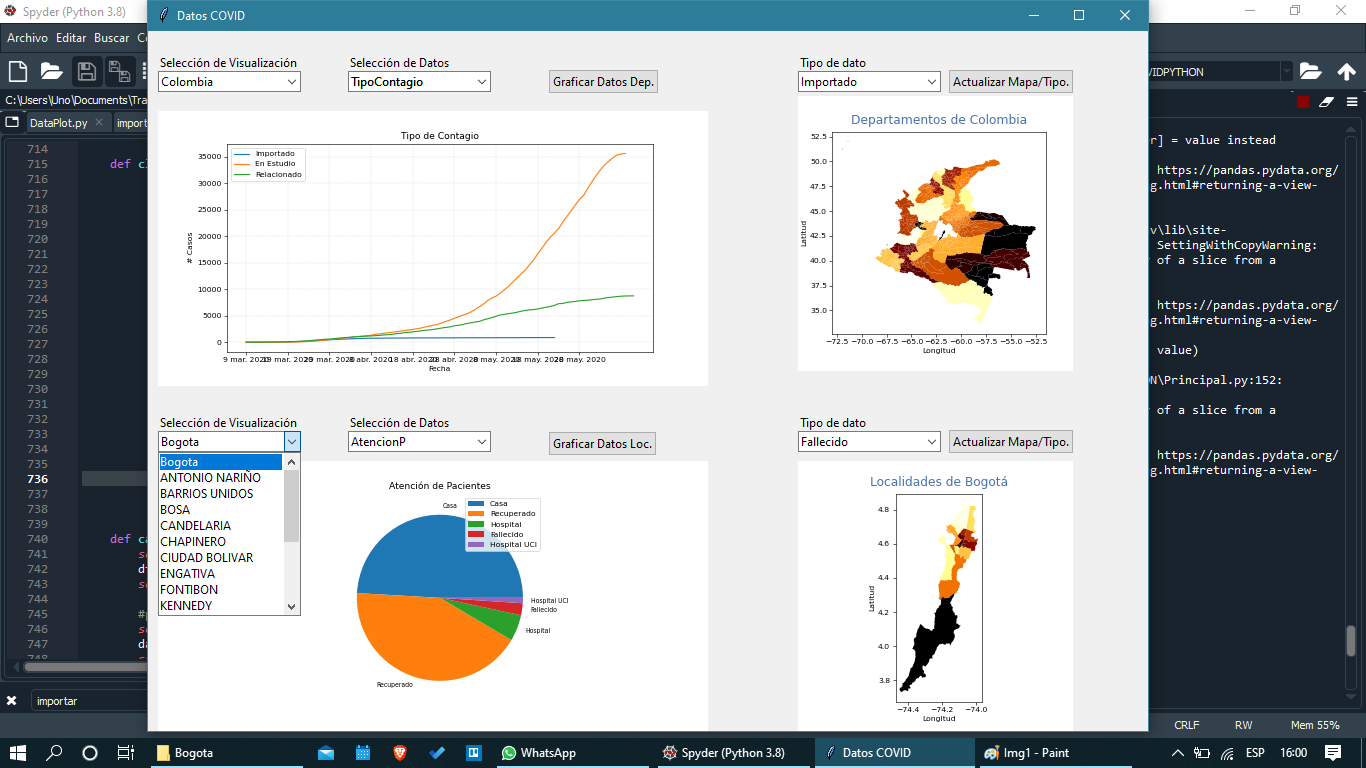 Spyder (Python 3.8)
Datos COVID
Archivo Editar Buscar
C:\Users\Uno\Documents\Tra
VIDPYTHON
DataPlot.py
import
714
715 def c
716
717
718
719
720
721
722
723
724
725
726
727
728
729
730
731
732
733
734
735
736
737
738
739
740 def ca
741 se
742 d
743 se
744
745 #p
746 se
747 da
748
importar
Selección de Visualización
Selección de Datos
Colombia
TipoContagio
Graficar Datos Dep.
Tipo de Contagio
Importado
En Estudio
Relacionado
35000
30000
25000
20000
15000
10000
5000
0
# Casos
9 mar. 2020 19 mar. 2020 29 mar. 2020 8 abr. 2020 18 abr. 2020 28 abr. 2020 8 may. 2020 18 may. 2020 28 may. 2020
Fecha
Tipo de dato
Importado
Actualizar Mapa/Tipo.
Departamentos de Colombia
52.5
50.0
47.5
45.0
42.5
40.0
37.5
35.0
Latitud
−72.5 −70.0 −67.5 −65.0 −62.5 −60.0 −57.5 −55.0 −52.5
Longitud
Selección de Visualización
Selección de Datos
Bogota
AtencionP
Graficar Datos Loc.
Bogota
ANTONIO NARIÑO
BARRIOS UNIDOS
BOSA
CANDELARIA
CHAPINERO
CIUDAD BOLIVAR
ENGATIVA
FONTIBON
KENNEDY
Atención de Pacientes
Casa
Recuperado
Hospital
Fallecido
Hospital UCI
Casa
Hospital UCI
Fallecido
Hospital
Recuperado
Tipo de dato
Fallecido
Actualizar Mapa/Tipo.
Localidades de Bogotá
4.8
4.6
4.4
4.2
4.0
3.8
Latitud
−74.4 −74.2 −74.0
Longitud
r] = value instead
https://pandas.pydata.org/
g.html#returning-a-view-
v\lib\site-
SettingWithCopyWarning:
of a slice from a
https://pandas.pydata.org/
g.html#returning-a-view-
value)
N\Principal.py:152:
of a slice from a
https://pandas.pydata.org/
g.html#returning-a-view-
CRLF RW Mem 55%
Bogota
WhatsApp
Spyder (Python 3.8)
Datos COVID
Img1 - Paint
ESP 16:00